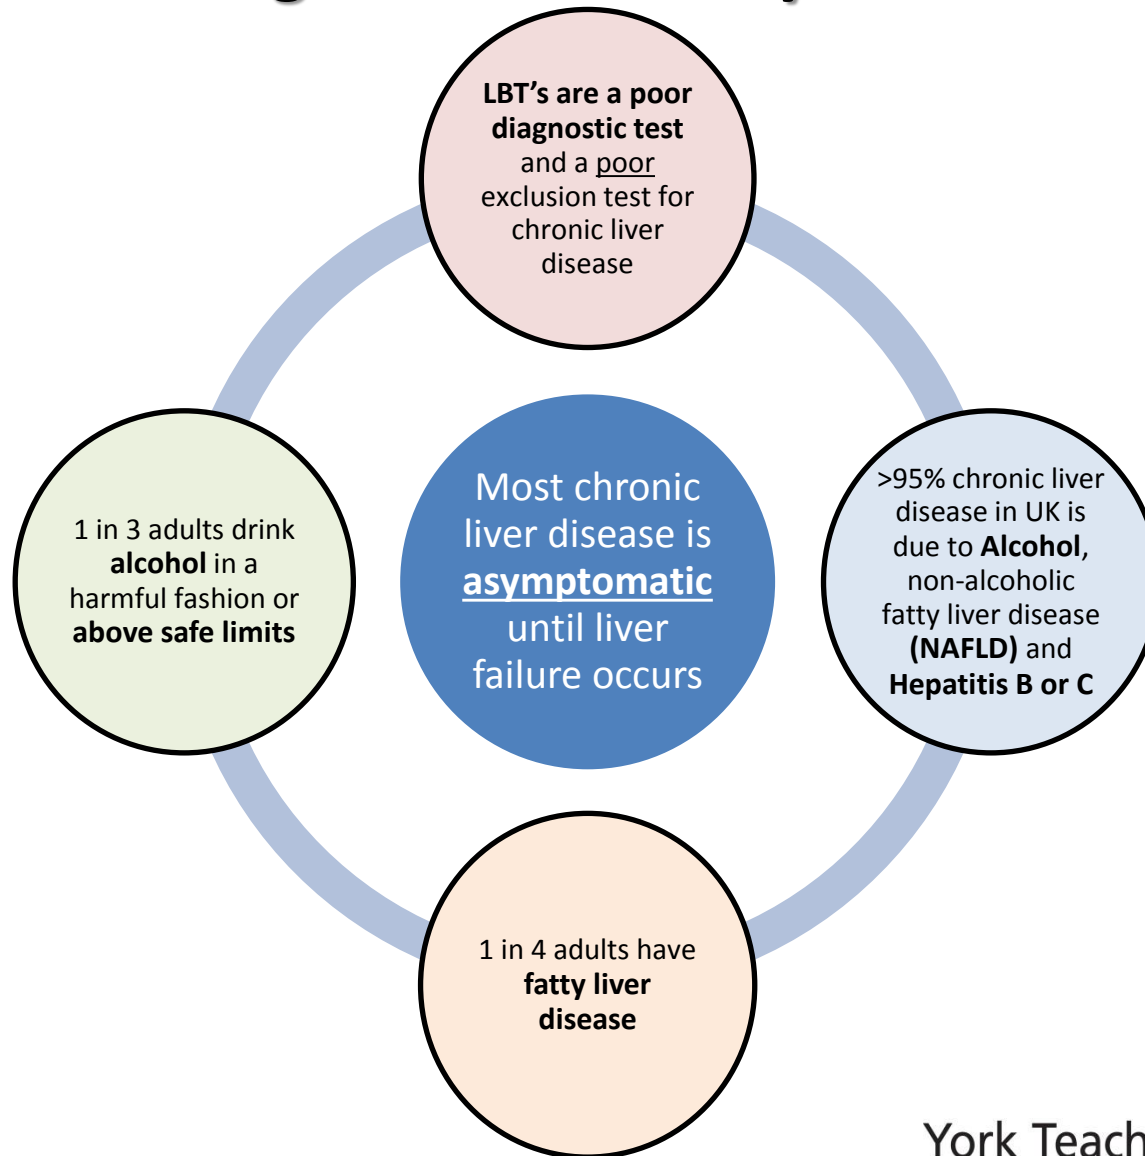 LBT's are a poor
diagnostic test
and a poor
exclusion test for
chronic liver
disease
1 in 3 adults drink
alcohol in a
harmful fashion or
above safe limits
Most chronic
liver disease is
asymptomatic
until liver
failure occurs
>95% chronic liver
disease in UK is
due to Alcohol,
non-alcoholic
fatty liver disease
(NAFLD) and
Hepatitis B or C
1 in 4 adults have
fatty liver
disease
York Teach